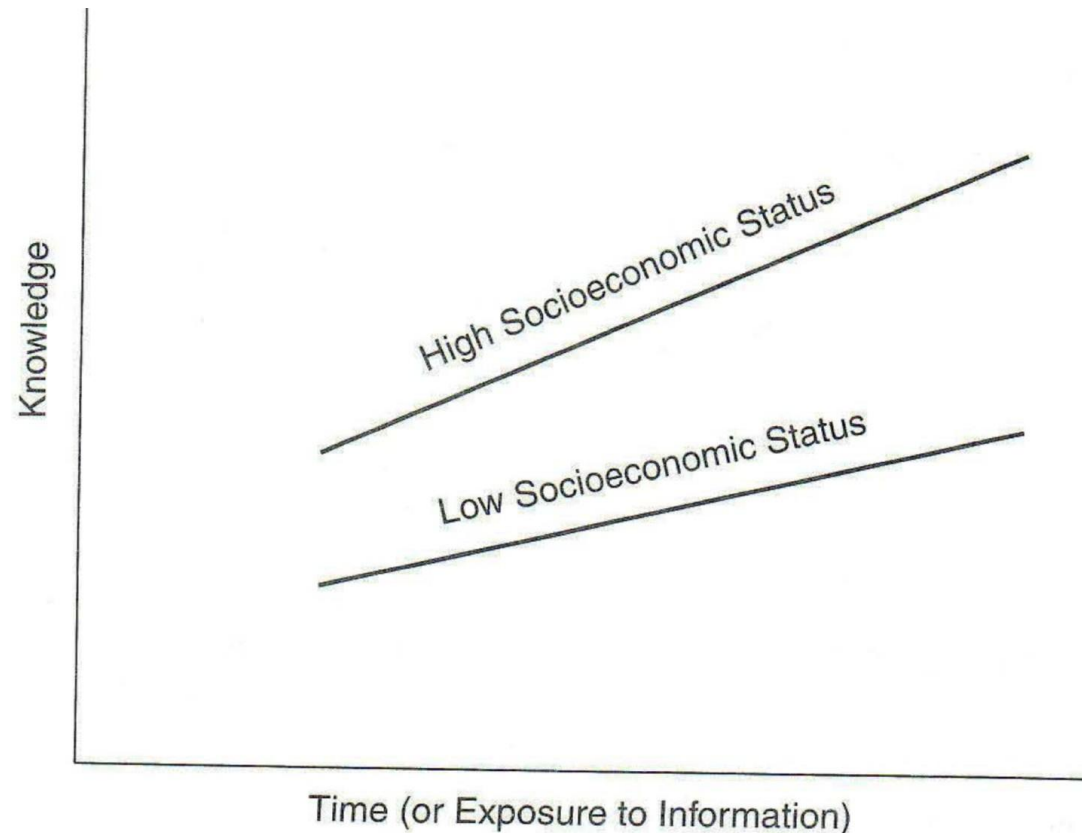 Knowledge
High Socioeconomic Status
Low Socioeconomic Status
Time (or Exposure to Information)